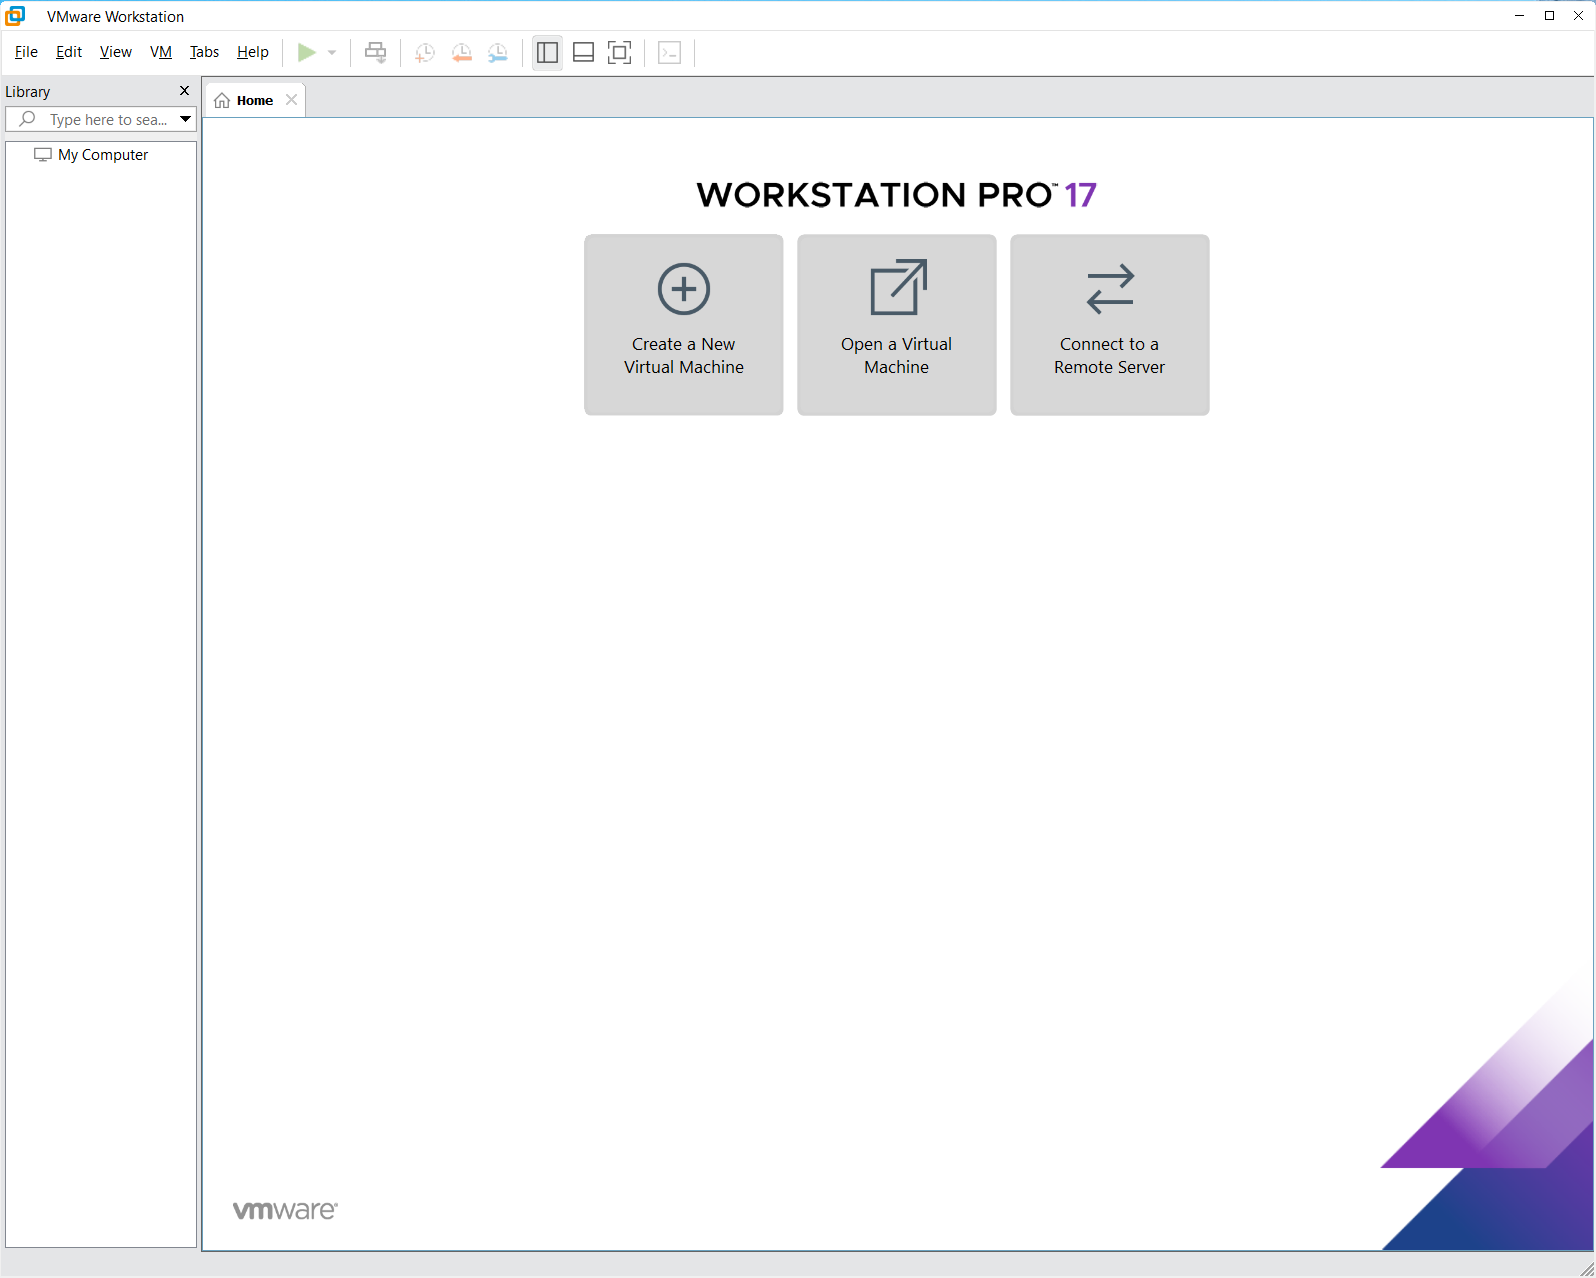 VMware Workstation
File Edit View VM Tabs Help
Library
Home
Type here to sea...
My Computer
WORKSTATION PRO™ 17
Create a New
Virtual Machine
Open a Virtual
Machine
Connect to a
Remote Server
vmware®